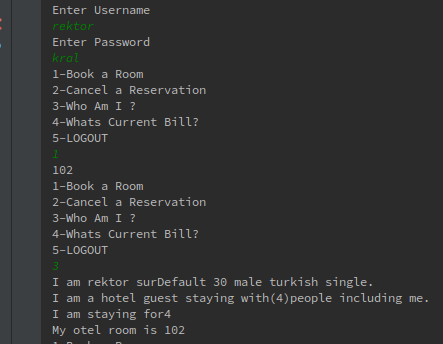 Enter Username
rektor
Enter Password
kral
1-Book a Room
2-Cancel a Reservation
3-Who Am I ?
4-Whats Current Bill?
5-LOGOUT
1
102
1-Book a Room
2-Cancel a Reservation
3-Who Am I ?
4-Whats Current Bill?
5-LOGOUT
3
I am rektor surDefault 30 male turkish single.
I am a hotel guest staying with(4)people including me.
I am staying for4
My otel room is 102